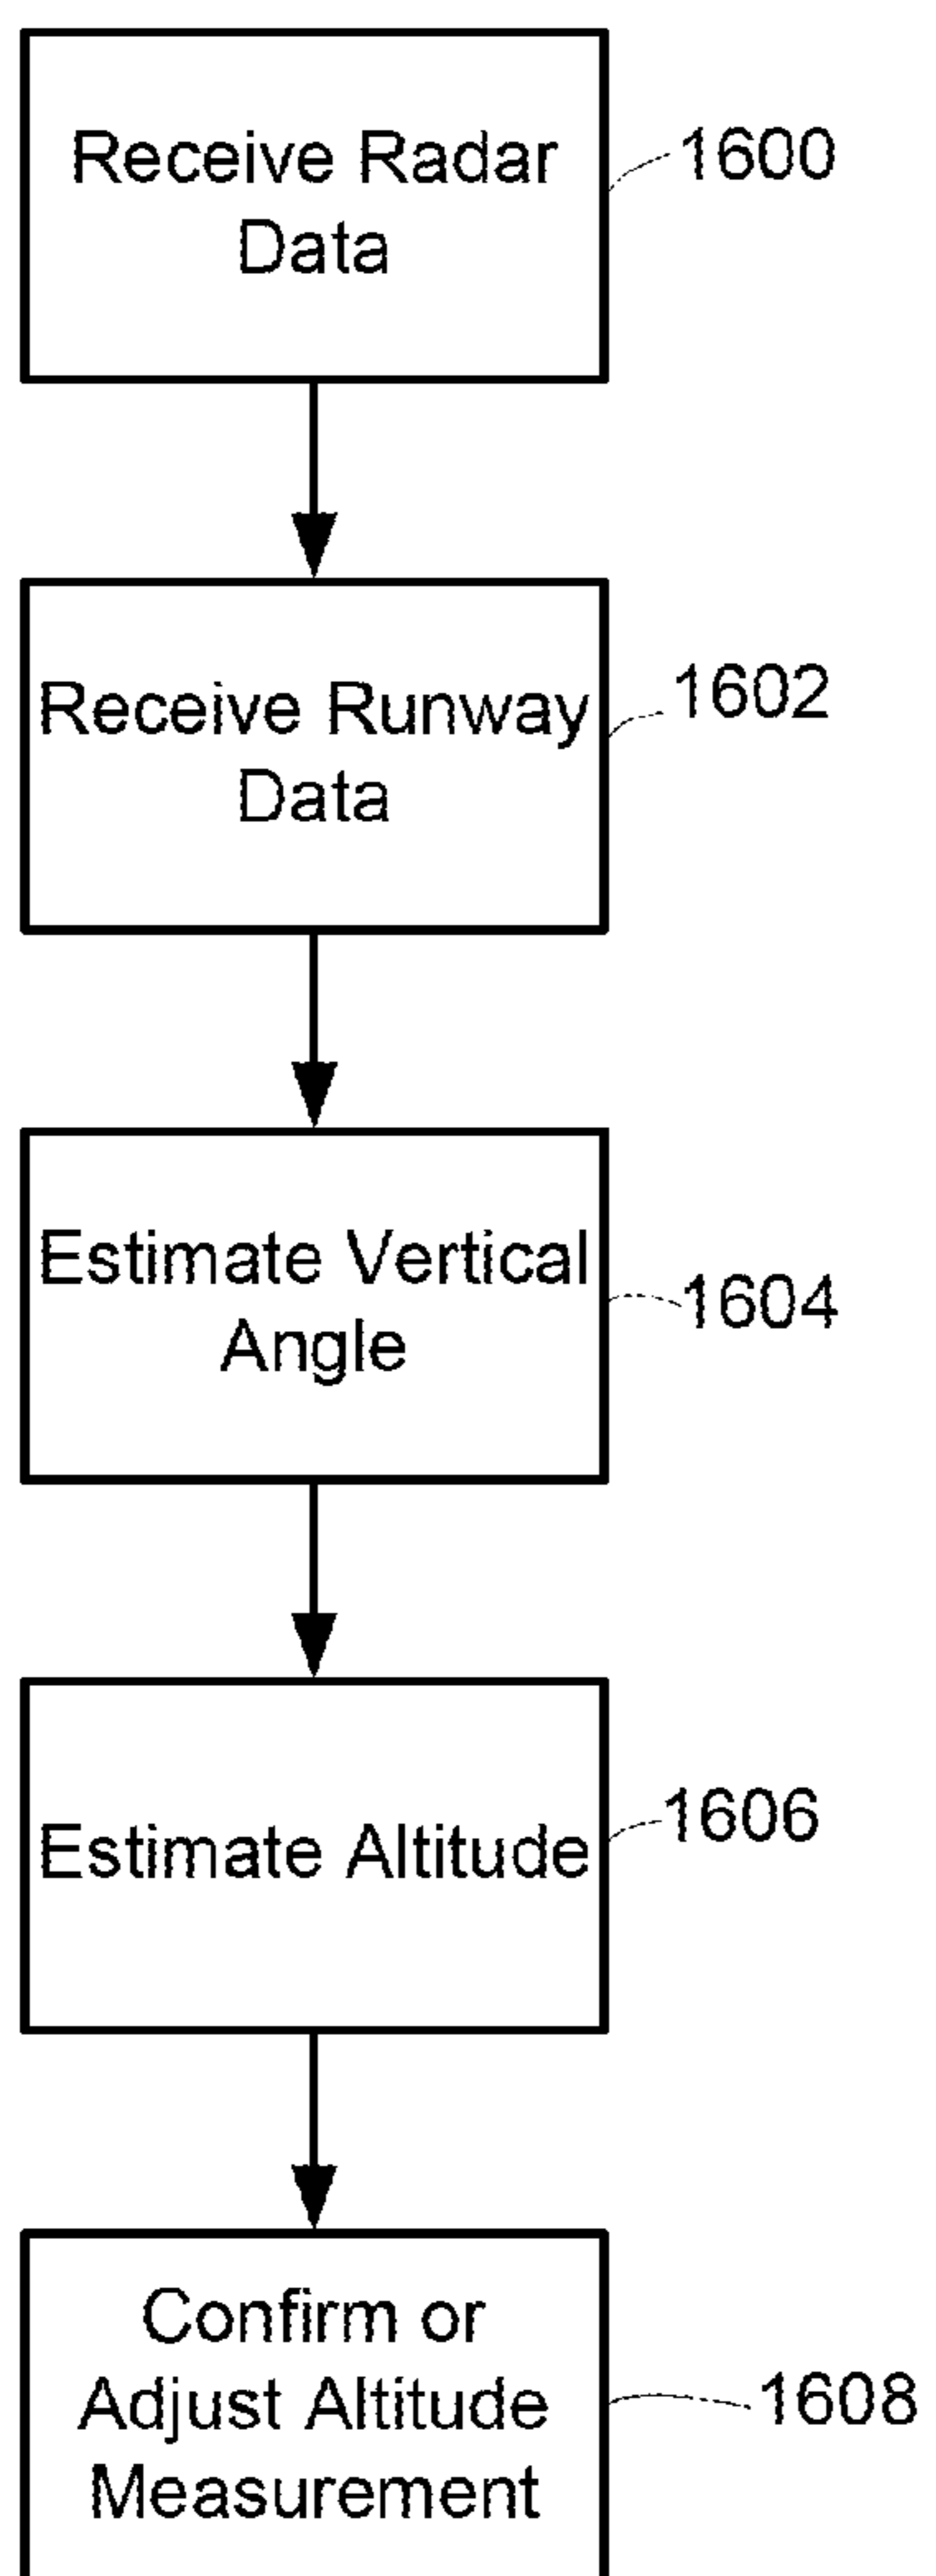 Receive Radar
Data
1600
Receive Runway
Data
1602
Estimate Vertical
Angle
1604
Estimate Altitude
1606
Confirm or
Adjust Altitude
Measurement
1608